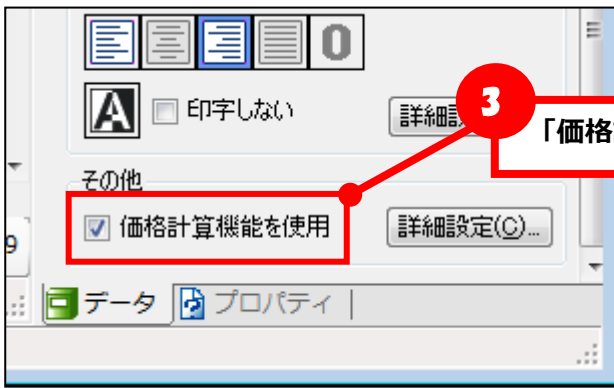 0
A 印字しない
詳細
3
「価格
その他
価格計算機能を使用
詳細設定(C)...
9
データ
プロパティ